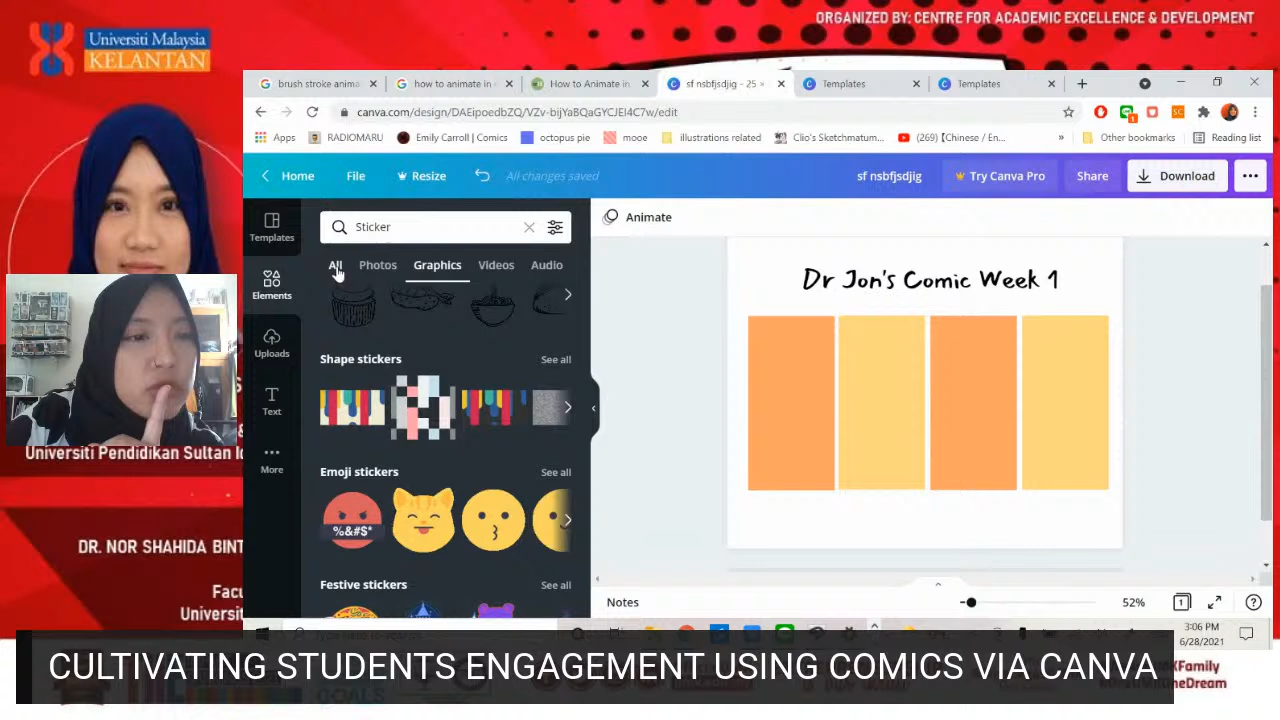 ORGANIZED BY: CENTRE FOR ACADEMIC EXCELLENCE & DEVELOPMENT
Universiti Malaysia
KELANTAN
brush stroke anima
how to animate in
How to Animate in
sf nsbfjsdjig - 25
Templates
Templates
canva.com/design/DAEipoedbZQ/VZv-bijYaBQaGYCJEI4C7w/edit
Apps
RADIOMARU
Emily Carroll | Comics
octopus pie
mooe
illustrations related
Clio's Sketchmatum...
(269) 【Chinese / En...
»
Other bookmarks
Reading list
Home
File
Resize
All changes saved
sf nsbfjsdjig
Try Canva Pro
Share
Download
Templates
Elements
Uploads
Text
More
Sticker
All
Photos
Graphics
Videos
Audio
Shape stickers
See all
Emoji stickers
See all
%&#$*
Festive stickers
See all
Animate
Dr Jon's Comic Week 1
Notes
52%
1
3:06 PM
6/28/2021
Universiti Pendidikan Sultan
DR. NOR SHAHIDA BINT
Facu
Universit
CULTIVATING STUDENTS ENGAGEMENT USING COMICS VIA CANVA